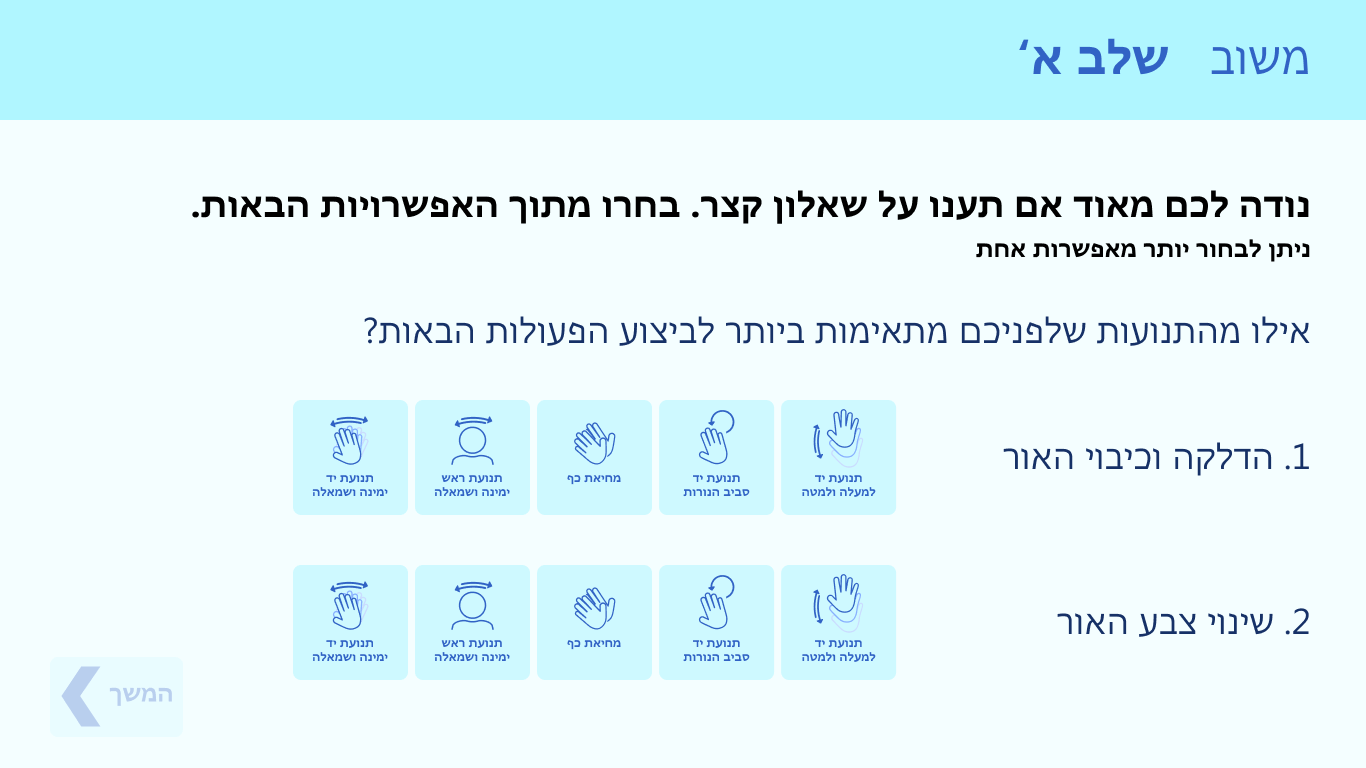 משוב שלב א‘
נודה לכם מאוד אם תענו על שאלון קצר. בחרו מתוך האפשרויות הבאות.
ניתן לבחור יותר מאפשרות אחת
אילו מהתנועות שלפניכם מתאימות ביותר לביצוע הפעולות הבאות?
1. הדלקה וכיבוי האור
תנועת יד
למעלה ולמטה
תנועת יד
סביב הנורות
מחיאת כף
תנועת ראש
ימינה ושמאלה
תנועת יד
ימינה ושמאלה
2. שינוי צבע האור
תנועת יד
למעלה ולמטה
תנועת יד
סביב הנורות
מחיאת כף
תנועת ראש
ימינה ושמאלה
תנועת יד
ימינה ושמאלה
המשך